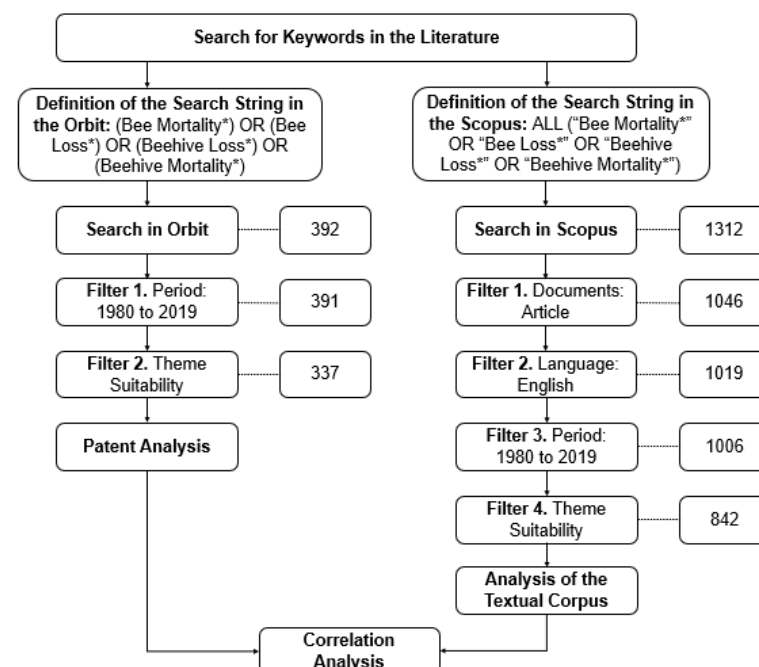 Search for Keywords in the Literature
Definition of the Search String in
the Orbit: (Bee Mortality*) OR (Bee
Loss*) OR (Beehive Loss*) OR
(Beehive Mortality*)
Definition of the Search String in
the Scopus: ALL (“Bee Mortality*”
OR “Bee Loss*” OR “Beehive
Loss*” OR “Beehive Mortality*”)
Search in Orbit
392
Search in Scopus
1312
Filter 1. Period:
1980 to 2019
391
Filter 1. Documents:
Article
1046
Filter 2. Theme
Suitability
337
Filter 2. Language:
English
1019
Patent Analysis
Filter 3. Period:
1980 to 2019
1006
Filter 4. Theme
Suitability
842
Analysis of the
Textual Corpus
Correlation
Analysis